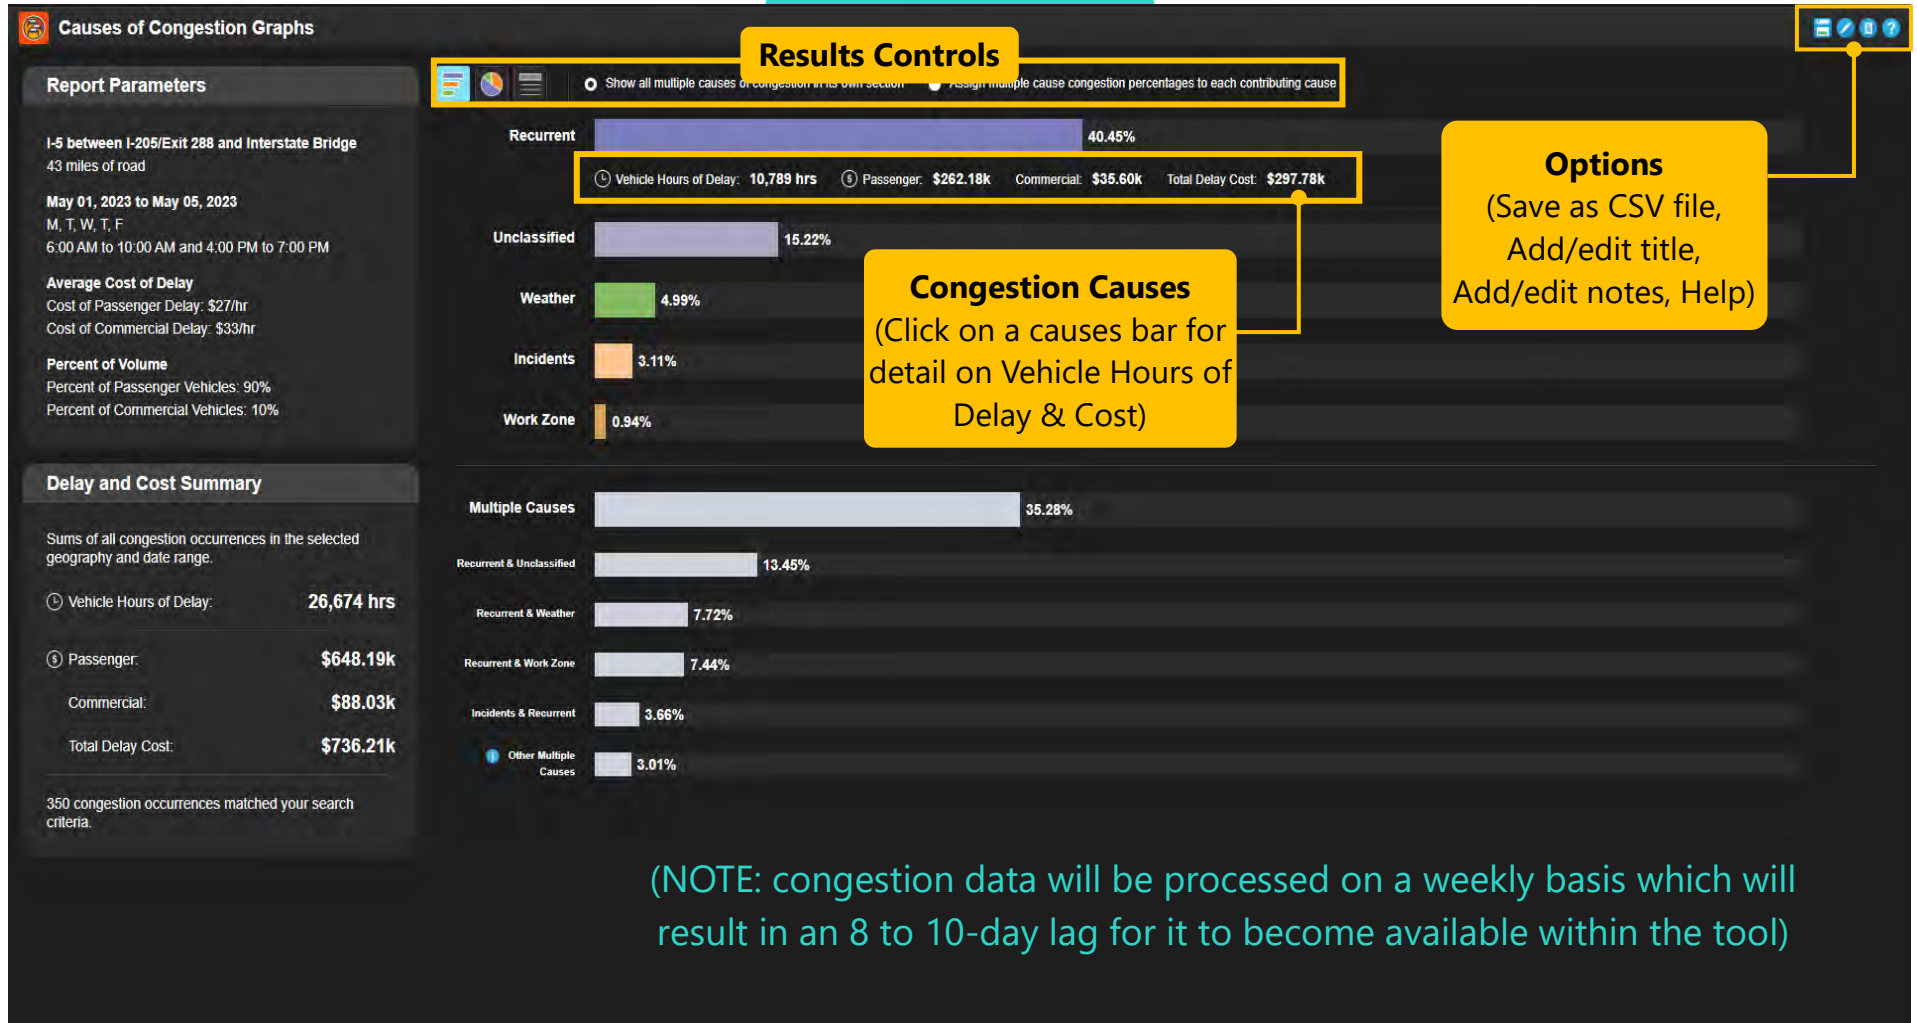 Causes of Congestion Graphs
Report Parameters
I-5 between I-205/Exit 288 and Interstate Bridge
43 miles of road
May 01, 2023 to May 05, 2023
M, T, W, T, F
6:00 AM to 10:00 AM and 4:00 PM to 7:00 PM
Average Cost of Delay
Cost of Passenger Delay: $27/hr
Cost of Commercial Delay: $33/hr
Percent of Volume
Percent of Passenger Vehicles: 90%
Percent of Commercial Vehicles: 10%
Delay and Cost Summary
Sums of all congestion occurrences in the selected
geography and date range.
Vehicle Hours of Delay: 26,674 hrs
Passenger: $648.19k
Commercial: $88.03k
Total Delay Cost: $736.21k
350 congestion occurrences matched your search
criteria.
Results Controls
Show all multiple causes of congestion in its own section
Assign multiple cause congestion percentages to each contributing cause
Recurrent 40.45%
Vehicle Hours of Delay: 10,789 hrs Passenger: $262.18k Commercial: $35.60k Total Delay Cost: $297.78k
Unclassified 15.22%
Weather 4.99%
Incidents 3.11%
Work Zone 0.94%
Multiple Causes 35.28%
Recurrent & Unclassified 13.45%
Recurrent & Weather 7.72%
Recurrent & Work Zone 7.44%
Incidents & Recurrent 3.66%
Other Multiple
Causes 3.01%
Congestion Causes
(Click on a causes bar for
detail on Vehicle Hours of
Delay & Cost)
Options
(Save as CSV file,
Add/edit title,
Add/edit notes, Help)
(NOTE: congestion data will be processed on a weekly basis which will
result in an 8 to 10-day lag for it to become available within the tool)